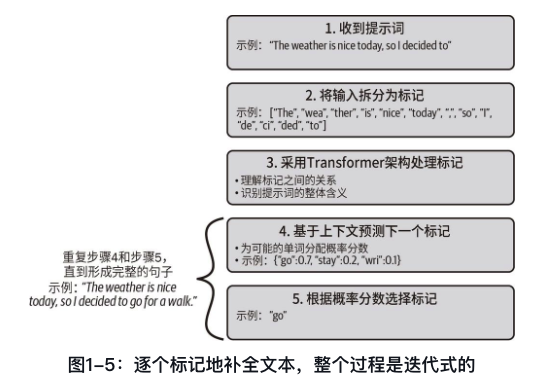 1. 收到提示词
示例： "The weather is nice today, so I decided to"
2. 将输入拆分为标记
示例： ["The", "wea", "ther", "is", "nice", "today", ",", "so", "I",
"de", "ci", "ded", "to"]
3. 采用Transformer架构处理标记
• 理解标记之间的关系
• 识别提示词的整体含义
4. 基于上下文预测下一个标记
• 为可能的单词分配概率分数
• 示例：{"go":0.7, "stay":0.2, "wri":0.1}
重复步骤4和步骤5，
直到形成完整的句子
示例："The weather is nice
today, so I decided to go for a walk."
5. 根据概率分数选择标记
示例： "go"
图1-5：逐个标记地补全文本，整个过程是迭代式的